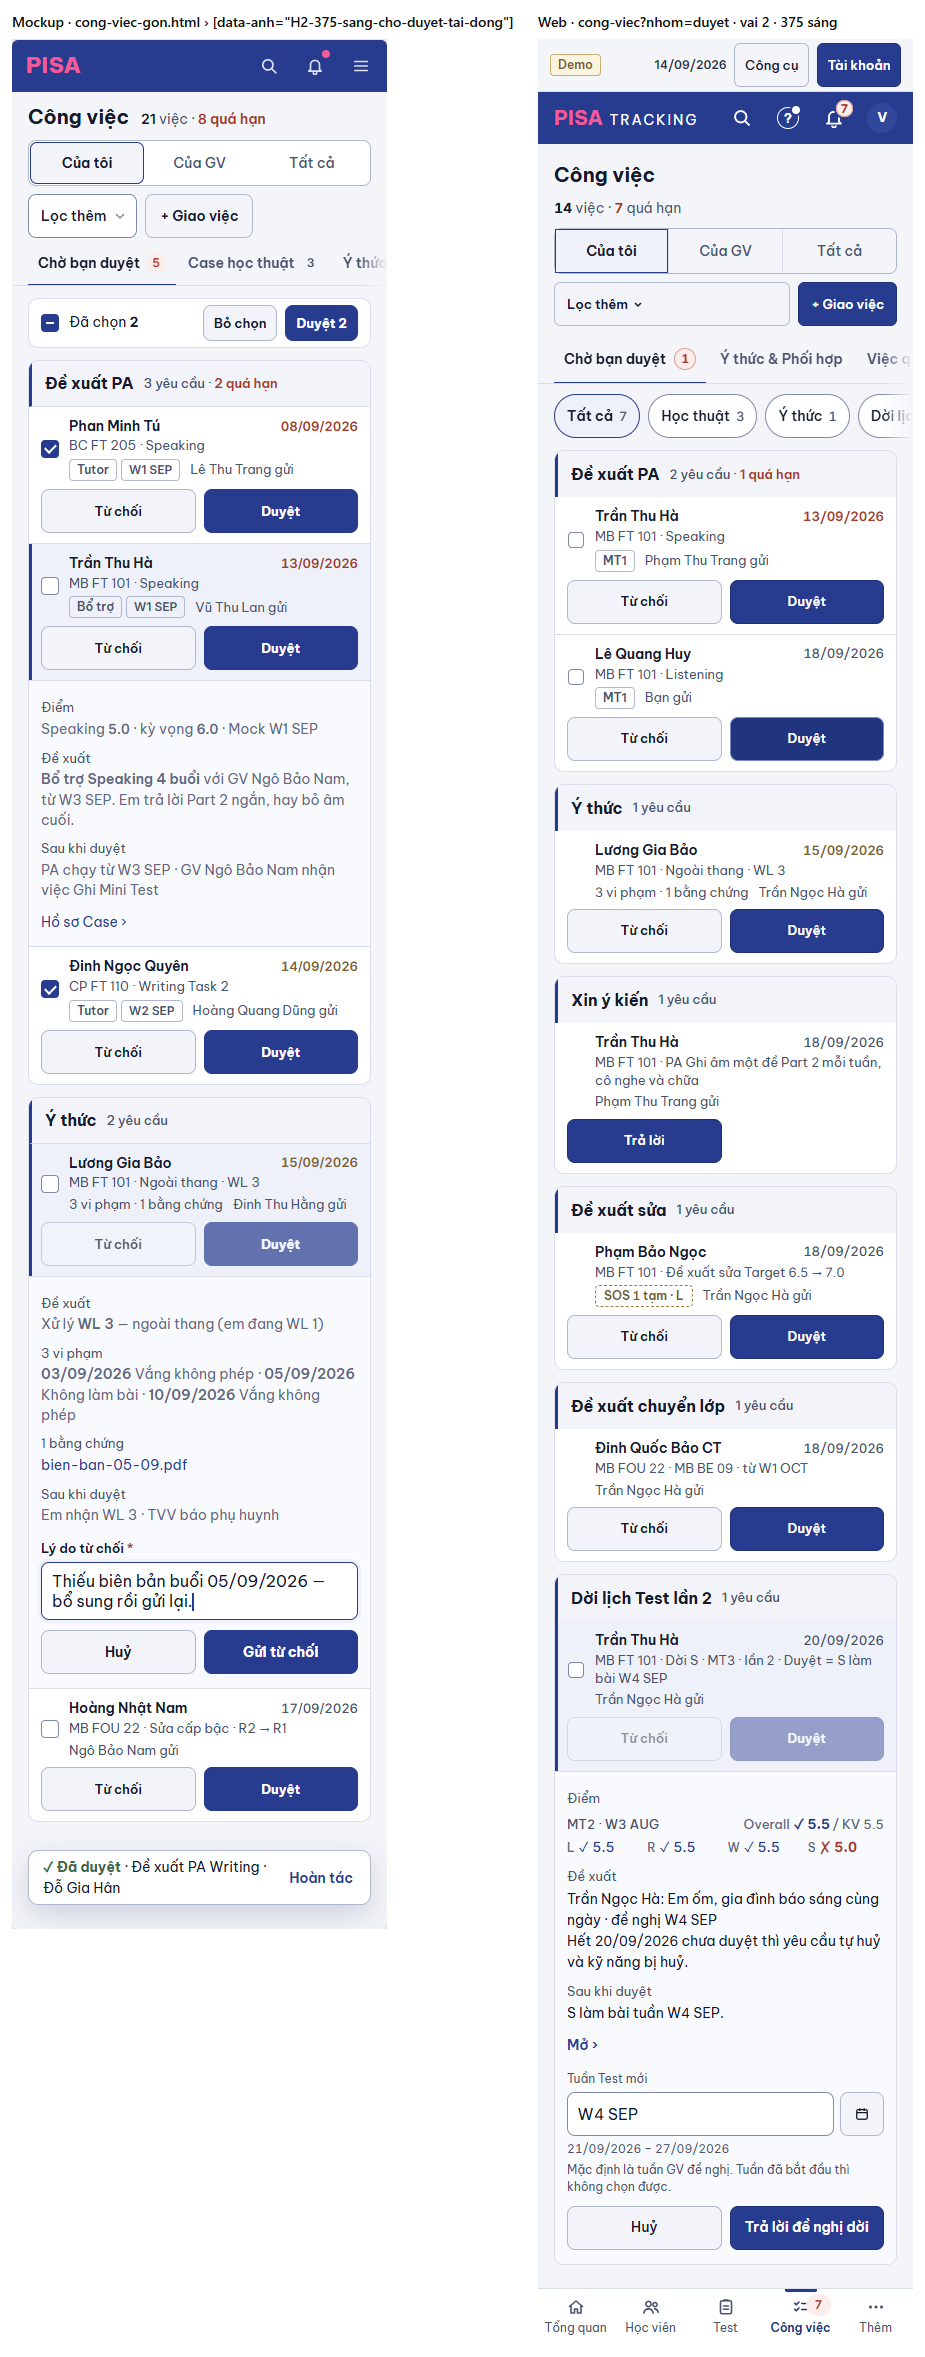 Mockup · cong-viec-gon.html › [data-anh="H2-375-sang-cho-duyet-tai-dong"]
PISA
Công việc 21 việc · 8 quá hạn
Của tôi Của GV Tất cả
Lọc thêm + Giao việc
Chờ bạn duyệt 5 Case học thuật 3 Ý thức
Đã chọn 2 Bỏ chọn Duyệt 2
Đề xuất PA 3 yêu cầu · 2 quá hạn
Phan Minh Tú 08/09/2026
BC FT 205 · Speaking
Tutor W1 SEP Lê Thu Trang gửi
Từ chối Duyệt
Trần Thu Hà 13/09/2026
MB FT 101 · Speaking
Bổ trợ W1 SEP Vũ Thu Lan gửi
Từ chối Duyệt
Điểm
Speaking 5.0 · kỳ vọng 6.0 · Mock W1 SEP
Đề xuất
Bổ trợ Speaking 4 buổi với GV Ngô Bảo Nam,
từ W3 SEP. Em trả lời Part 2 ngắn, hay bỏ âm
cuối.
Sau khi duyệt
PA chạy từ W3 SEP · GV Ngô Bảo Nam nhận
việc Ghi Mini Test
Hồ sơ Case ›
Đinh Ngọc Quyên 14/09/2026
CP FT 110 · Writing Task 2
Tutor W2 SEP Hoàng Quang Dũng gửi
Từ chối Duyệt
Ý thức 2 yêu cầu
Lương Gia Bảo 15/09/2026
MB FT 101 · Ngoài thang · WL 3
3 vi phạm · 1 bằng chứng Đinh Thu Hằng gửi
Từ chối Duyệt
Đề xuất
Xử lý WL 3 — ngoài thang (em đang WL 1)
3 vi phạm
03/09/2026 Vắng không phép · 05/09/2026
Không làm bài · 10/09/2026 Vắng không
phép
1 bằng chứng
bien-ban-05-09.pdf
Sau khi duyệt
Em nhận WL 3 · TVV báo phụ huynh
Lý do từ chối *
Thiếu biên bản buổi 05/09/2026 —
bổ sung rồi gửi lại.
Huỷ Gửi từ chối
Hoàng Nhật Nam 17/09/2026
MB FOU 22 · Sửa cấp bậc · R2 → R1
Ngô Bảo Nam gửi
Từ chối Duyệt
✓ Đã duyệt · Đề xuất PA Writing ·
Đỗ Gia Hân
Hoàn tác
Web · cong-viec?nhom=duyet · vai 2 · 375 sáng
Demo 14/09/2026 Công cụ Tài khoản
PISA TRACKING ? 7 V
Công việc
14 việc · 7 quá hạn
Của tôi Của GV Tất cả
Lọc thêm + Giao việc
Chờ bạn duyệt 1 Ý thức & Phối hợp Việc
Tất cả 7 Học thuật 3 Ý thức 1 Dời
Đề xuất PA 2 yêu cầu · 1 quá hạn
Trần Thu Hà 13/09/2026
MB FT 101 · Speaking
MT1 Phạm Thu Trang gửi
Từ chối Duyệt
Lê Quang Huy 18/09/2026
MB FT 101 · Listening
MT1 Bạn gửi
Từ chối Duyệt
Ý thức 1 yêu cầu
Lương Gia Bảo 15/09/2026
MB FT 101 · Ngoài thang · WL 3
3 vi phạm · 1 bằng chứng Trần Ngọc Hà gửi
Từ chối Duyệt
Xin ý kiến 1 yêu cầu
Trần Thu Hà 18/09/2026
MB FT 101 · PA Ghi âm một đề Part 2 mỗi tuần,
cô nghe và chữa
Phạm Thu Trang gửi
Trả lời
Đề xuất sửa 1 yêu cầu
Phạm Bảo Ngọc 18/09/2026
MB FT 101 · Đề xuất sửa Target 6.5 → 7.0
SOS 1 tạm · L Trần Ngọc Hà gửi
Từ chối Duyệt
Đề xuất chuyển lớp 1 yêu cầu
Đinh Quốc Bảo CT 18/09/2026
MB FOU 22 · MB BE 09 · từ W1 OCT
Trần Ngọc Hà gửi
Từ chối Duyệt
Dời lịch Test lần 2 1 yêu cầu
Trần Thu Hà 20/09/2026
MB FT 101 · Dời S · MT3 · lần 2 · Duyệt = S làm
bài W4 SEP
Trần Ngọc Hà gửi
Từ chối Duyệt
Điểm
MT2 · W3 AUG Overall ✓ 5.5 / KV 5.5
L ✓ 5.5 R ✓ 5.5 W ✓ 5.5 S ✗ 5.0
Đề xuất
Trần Ngọc Hà: Em ốm, gia đình báo sáng cùng
ngày · đề nghị W4 SEP
Hết 20/09/2026 chưa duyệt thì yêu cầu tự huỷ
và kỹ năng bị huỷ.
Sau khi duyệt
S làm bài tuần W4 SEP.
Mở ›
Tuần Test mới
W4 SEP
21/09/2026 – 27/09/2026
Mặc định là tuần GV đề nghị. Tuần đã bắt đầu thì
không chọn được.
Huỷ Trả lời đề nghị dời
7
Tổng quan Học viên Test Công việc Thêm